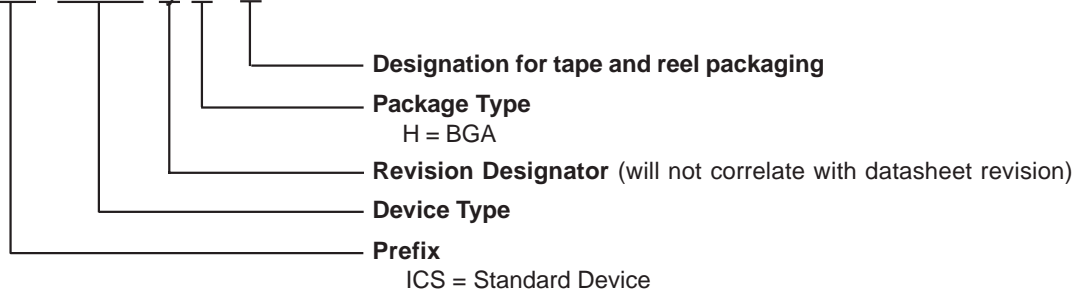 Designation for tape and reel packaging
Package Type
H = BGA
Revision Designator (will not correlate with datasheet revision)
Device Type
Prefix
ICS = Standard Device